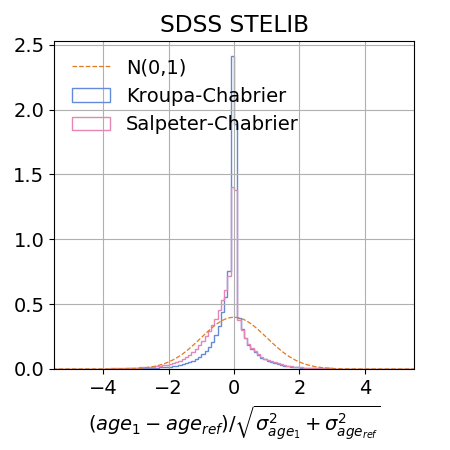 SDSS STELIB
2.5
2.0
1.5
1.0
0.5
0.0
N(0,1)
Kroupa-Chabrier
Salpeter-Chabrier
−4 −2 0 2 4
(age₁ − age_ref)/√(σ²_age₁ + σ²_age_ref)